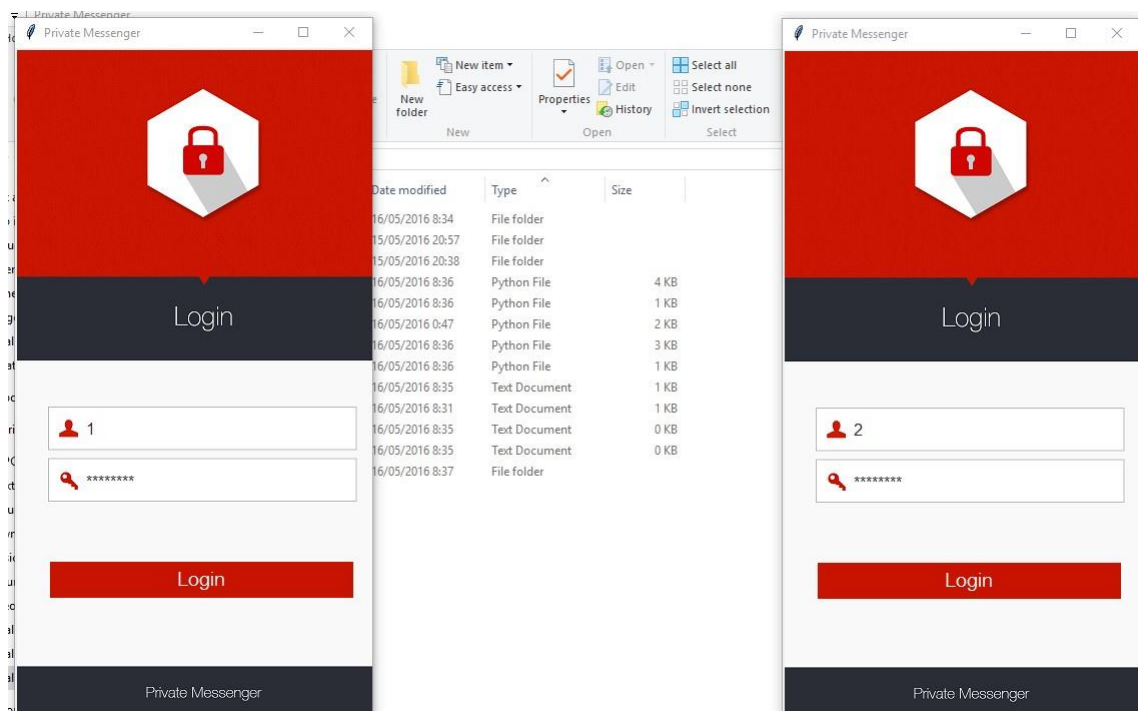 Private Messenger
Private Messenger
Login
1
********
Login
Private Messenger
New item
Easy access
New folder
New
Properties
Open
Edit
History
Open
Select all
Select none
Invert selection
Select
Date modified Type Size
16/05/2016 8:34 File folder
15/05/2016 20:57 File folder
15/05/2016 20:38 File folder
16/05/2016 8:36 Python File 4 KB
16/05/2016 8:36 Python File 1 KB
16/05/2016 0:47 Python File 2 KB
16/05/2016 8:36 Python File 3 KB
16/05/2016 8:36 Python File 1 KB
16/05/2016 8:35 Text Document 1 KB
16/05/2016 8:31 Text Document 1 KB
16/05/2016 8:35 Text Document 0 KB
16/05/2016 8:35 Text Document 0 KB
16/05/2016 8:37 File folder
Private Messenger
Login
2
********
Login
Private Messenger